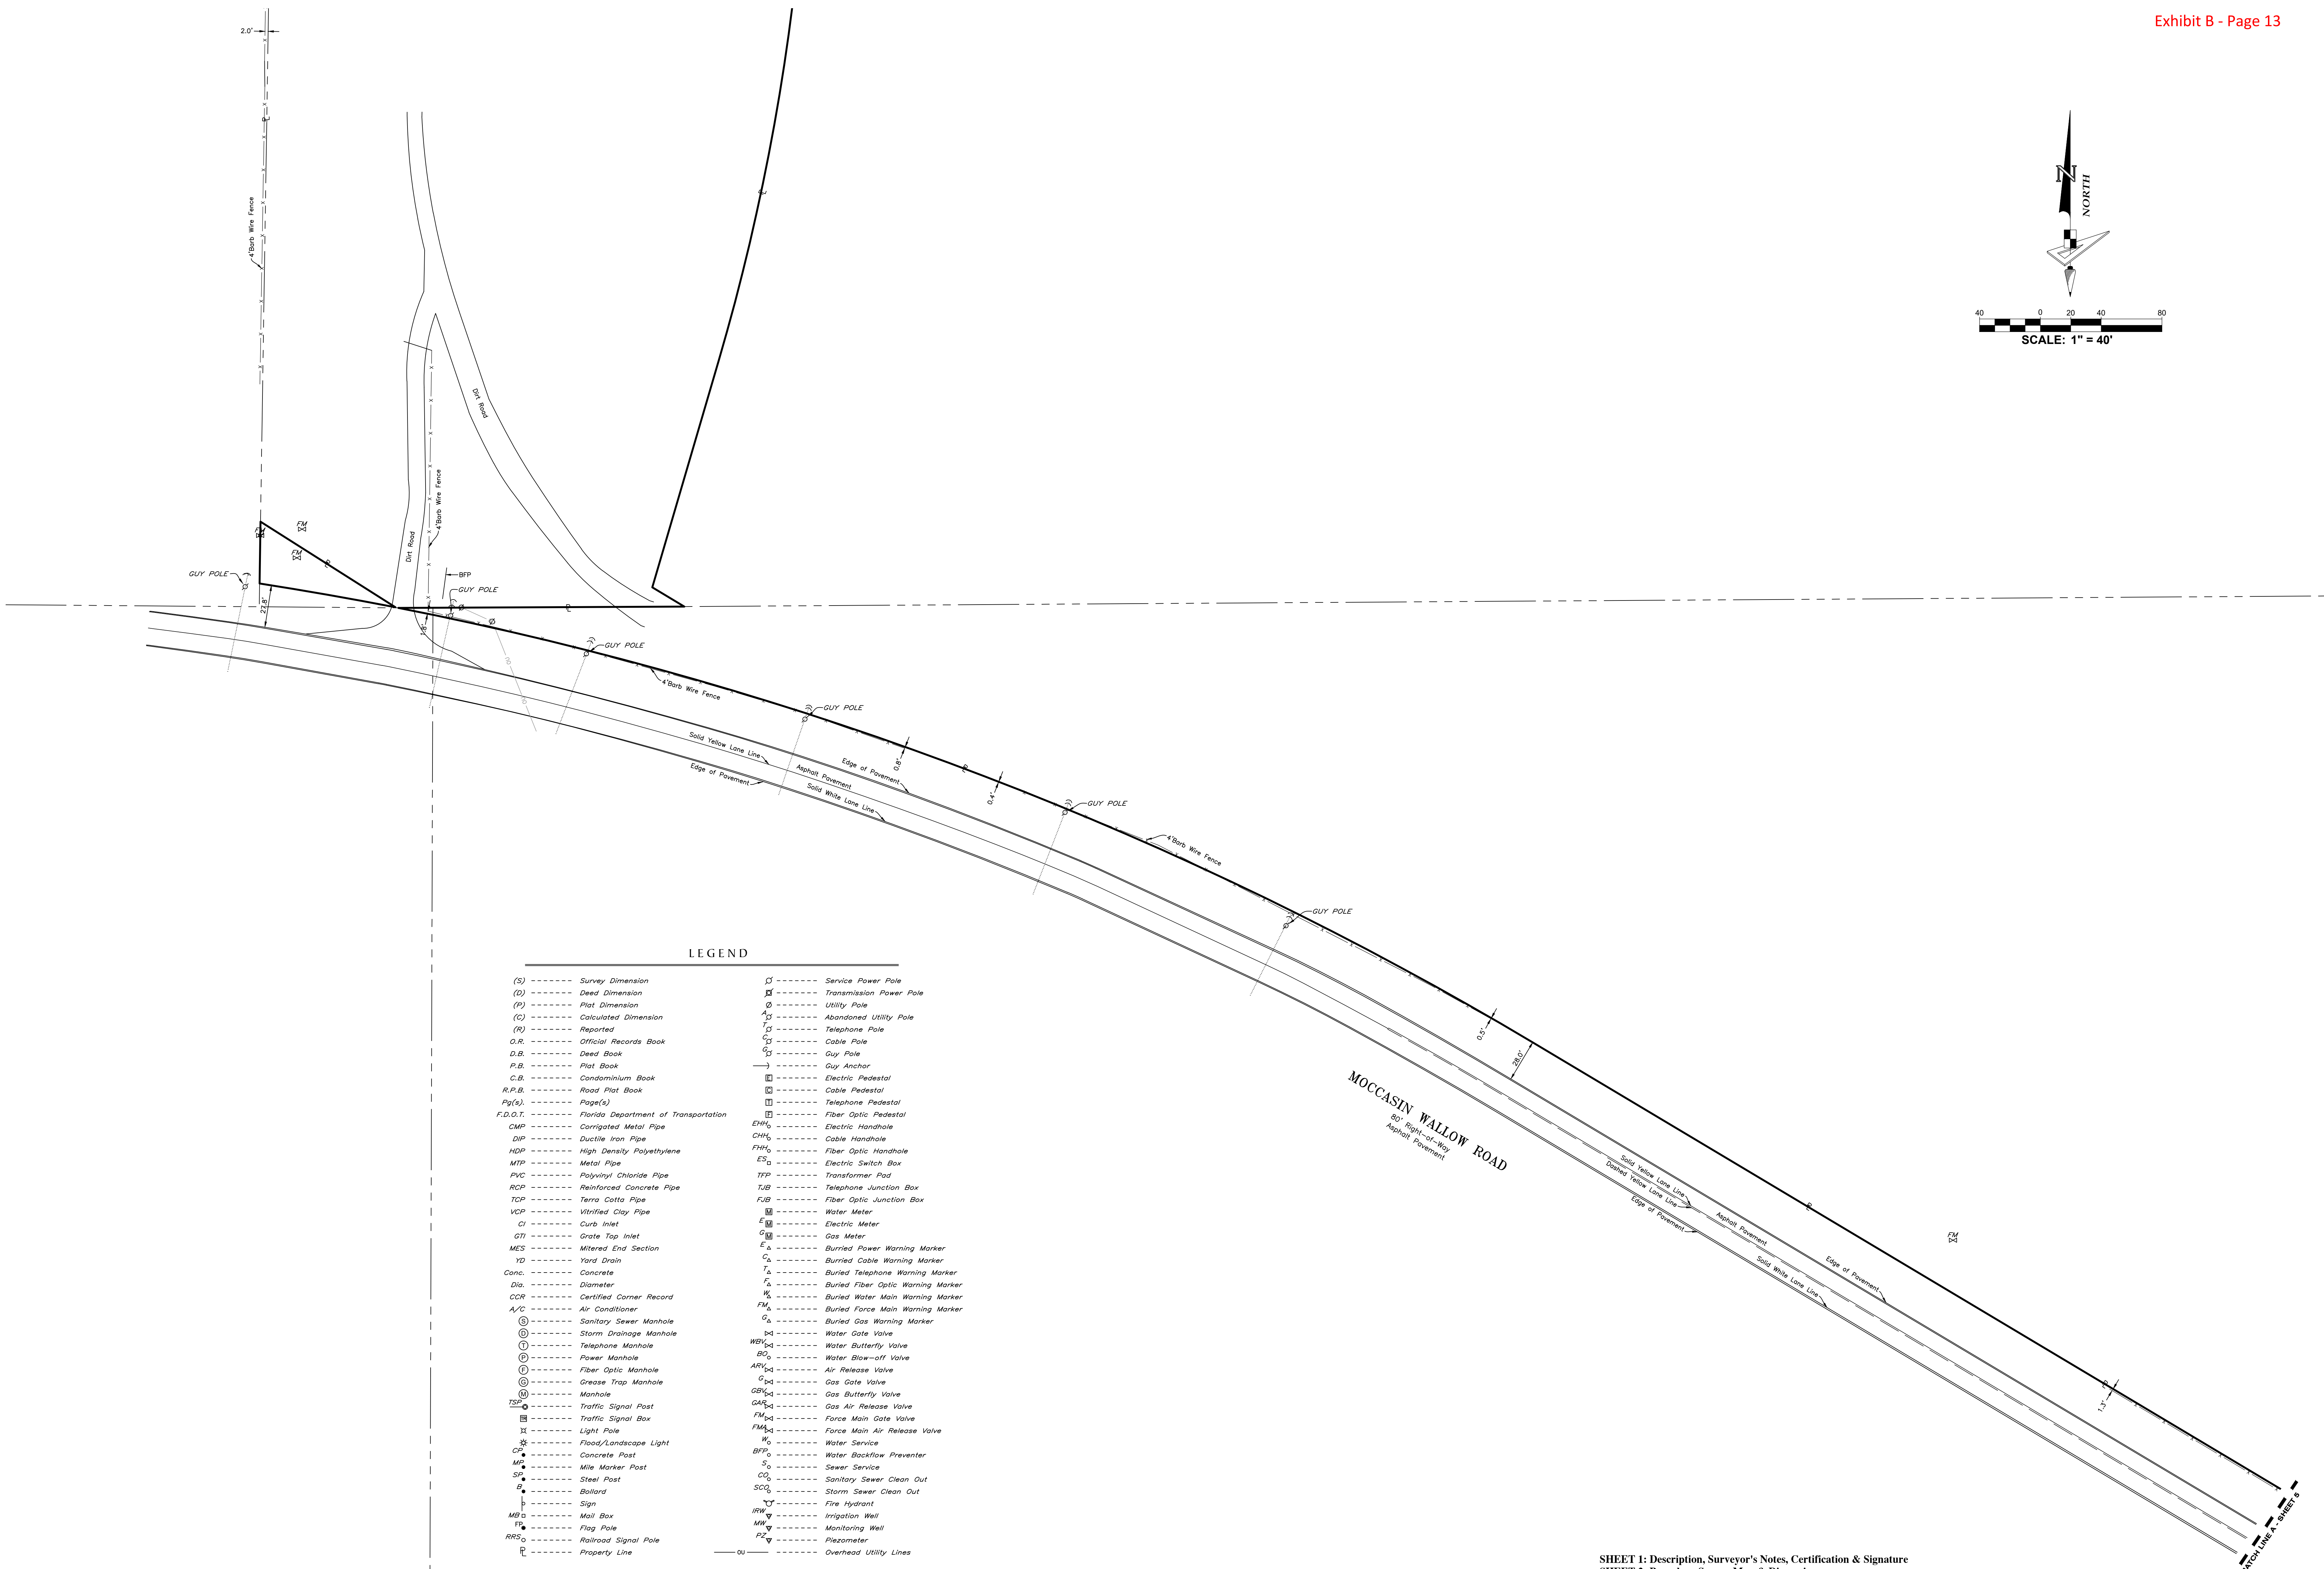 Exhibit B - Page 13
2.0'
4'Barb Wire Fence
N
NORTH
40 0 20 40 80
SCALE: 1" = 40'
Dirt Road
4'Barb Wire Fence
Dirt Road
FM
FM
GUY POLE
BFP
GUY POLE
27.8'
1.8'
GUY POLE
OU
OU
4'Barb Wire Fence
GUY POLE
Solid Yellow Lane Line
Edge of Pavement
Asphalt Pavement
Edge of Pavement
Solid White Lane Line
0.8'
0.4'
GUY POLE
4'Barb Wire Fence
GUY POLE
0.5'
28.0'
MOCCASIN WALLOW ROAD
80' Right-of-Way
Asphalt Pavement
Solid Yellow Lane Line
Dashed Yellow Lane Line
Edge of Pavement
Asphalt Pavement
Solid White Lane Line
Edge of Pavement
FM
1.3'
LEGEND
(S) Survey Dimension
(D) Deed Dimension
(P) Plat Dimension
(C) Calculated Dimension
(R) Reported
O.R. Official Records Book
D.B. Deed Book
P.B. Plat Book
C.B. Condominium Book
R.P.B. Road Plat Book
Pg(s). Page(s)
F.D.O.T. Florida Department of Transportation
CMP Corrigated Metal Pipe
DIP Ductile Iron Pipe
HDP High Density Polyethylene
MTP Metal Pipe
PVC Polyvinyl Chloride Pipe
RCP Reinforced Concrete Pipe
TCP Terra Cotta Pipe
VCP Vitrified Clay Pipe
CI Curb Inlet
GTI Grate Top Inlet
MES Mitered End Section
YD Yard Drain
Conc. Concrete
Dia. Diameter
CCR Certified Corner Record
A/C Air Conditioner
S Sanitary Sewer Manhole
D Storm Drainage Manhole
T Telephone Manhole
P Power Manhole
F Fiber Optic Manhole
G Grease Trap Manhole
M Manhole
TSP Traffic Signal Post
Traffic Signal Box
Light Pole
Flood/Landscape Light
CP Concrete Post
MP Mile Marker Post
SP Steel Post
B Bollard
Sign
MB Mail Box
FP Flag Pole
RRS Railroad Signal Pole
PL Property Line
Service Power Pole
Transmission Power Pole
Utility Pole
A Abandoned Utility Pole
T Telephone Pole
C Cable Pole
G Guy Pole
Guy Anchor
E Electric Pedestal
C Cable Pedestal
T Telephone Pedestal
F Fiber Optic Pedestal
EHH Electric Handhole
CHH Cable Handhole
FHH Fiber Optic Handhole
ES Electric Switch Box
TFP Transformer Pad
TJB Telephone Junction Box
FJB Fiber Optic Junction Box
M Water Meter
E M Electric Meter
G M Gas Meter
E Burried Power Warning Marker
C Burried Cable Warning Marker
T Buried Telephone Warning Marker
F Buried Fiber Optic Warning Marker
W Buried Water Main Warning Marker
FM Buried Force Main Warning Marker
G Buried Gas Warning Marker
Water Gate Valve
WBV Water Butterfly Valve
BO Water Blow-off Valve
ARV Air Release Valve
G Gas Gate Valve
GBV Gas Butterfly Valve
GAR Gas Air Release Valve
FM Force Main Gate Valve
FMA Force Main Air Release Valve
W Water Service
BFP Water Backflow Preventer
S Sewer Service
CO Sanitary Sewer Clean Out
SCO Storm Sewer Clean Out
Fire Hydrant
IRW Irrigation Well
MW Monitoring Well
PZ Piezometer
OU Overhead Utility Lines
MATCH LINE A - SHEET 5
SHEET 1: Description, Surveyor's Notes, Certification & Signature